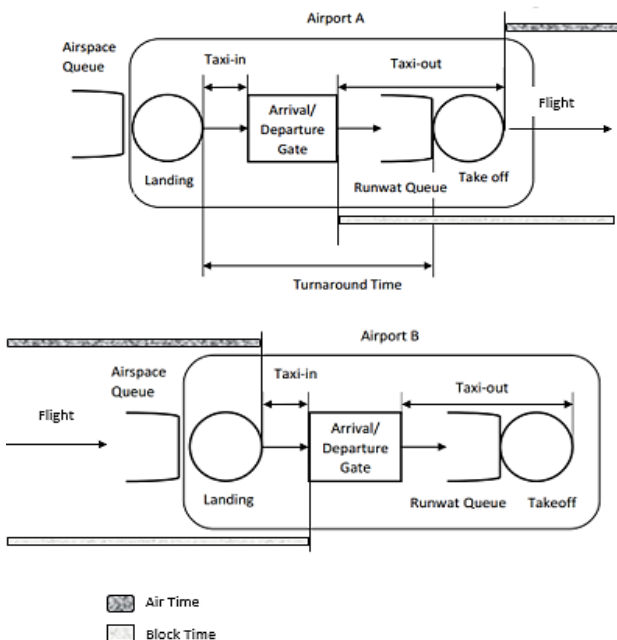 Airport A
Airspace
Queue
Taxi-in
Taxi-out
Arrival/
Departure
Gate
Flight
Landing
Runwat Queue
Take off
Turnaround Time
Airport B
Airspace
Queue
Taxi-in
Taxi-out
Flight
Arrival/
Departure
Gate
Landing
Runwat Queue
Takeoff
Air Time
Block Time